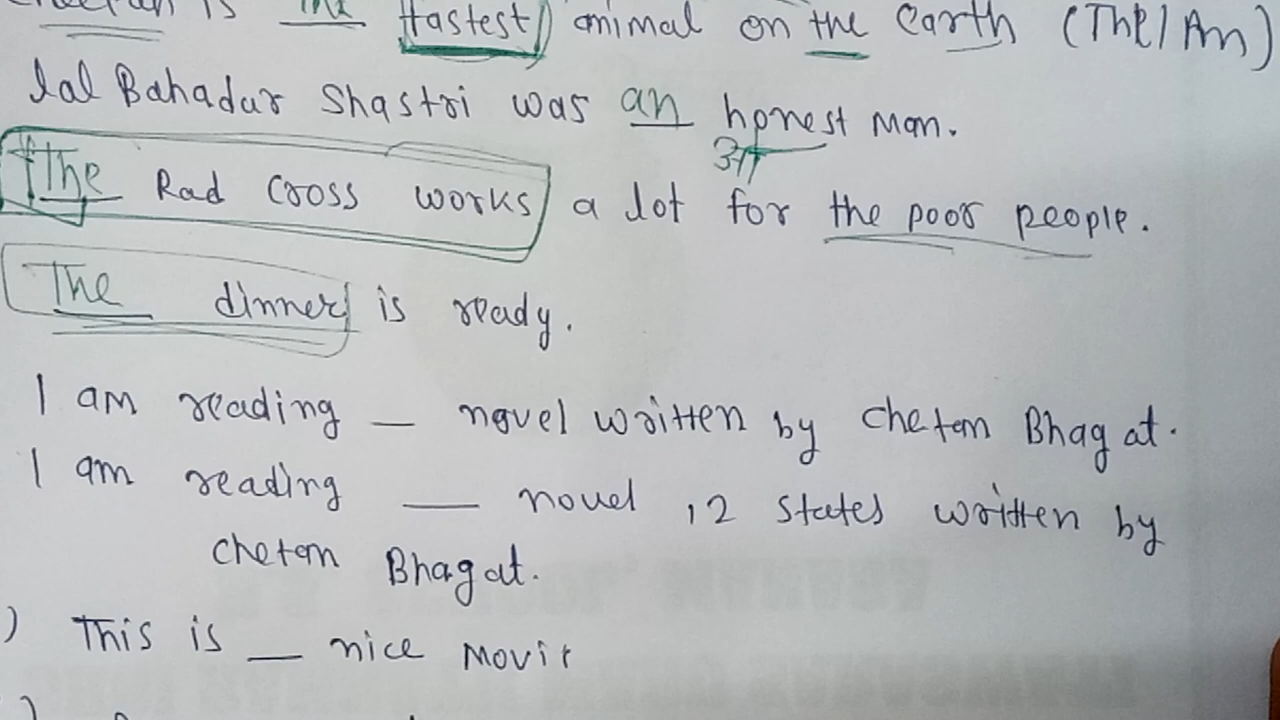 is the fastest animal on the earth (The/An)
lal Bahadur Shastri was an honest man.
ऑ
The Rad Cross works a lot for the poor people.
The dinner is ready.
I am reading _ novel written by chetan Bhagat.
I am reading _ novel 12 states written by
chetan Bhagat.
) This is _ nice movie